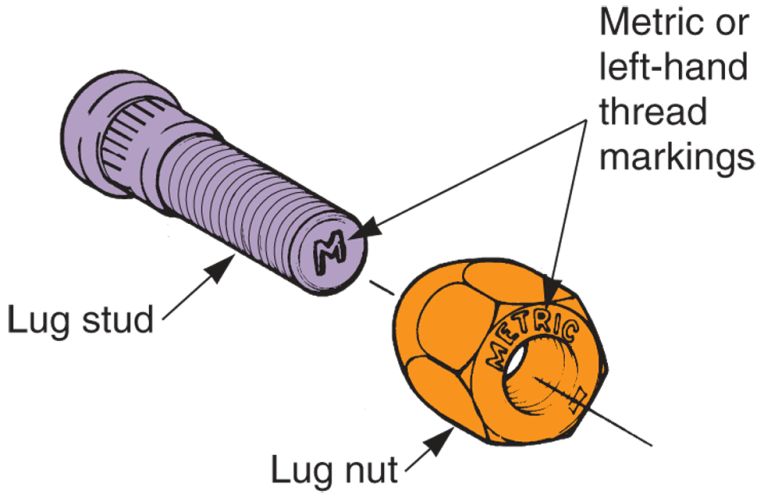 Metric or
left-hand
thread
markings
M
Lug stud
METRIC
Lug nut